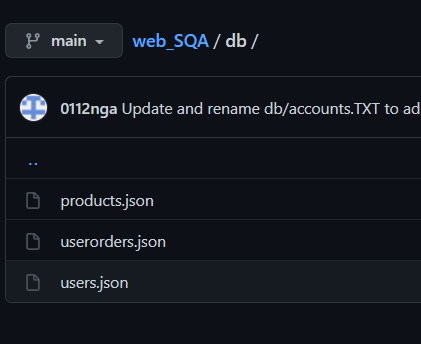 main web_SQA / db /
0112nga Update and rename db/accounts.TXT to ad
..
products.json
userorders.json
users.json